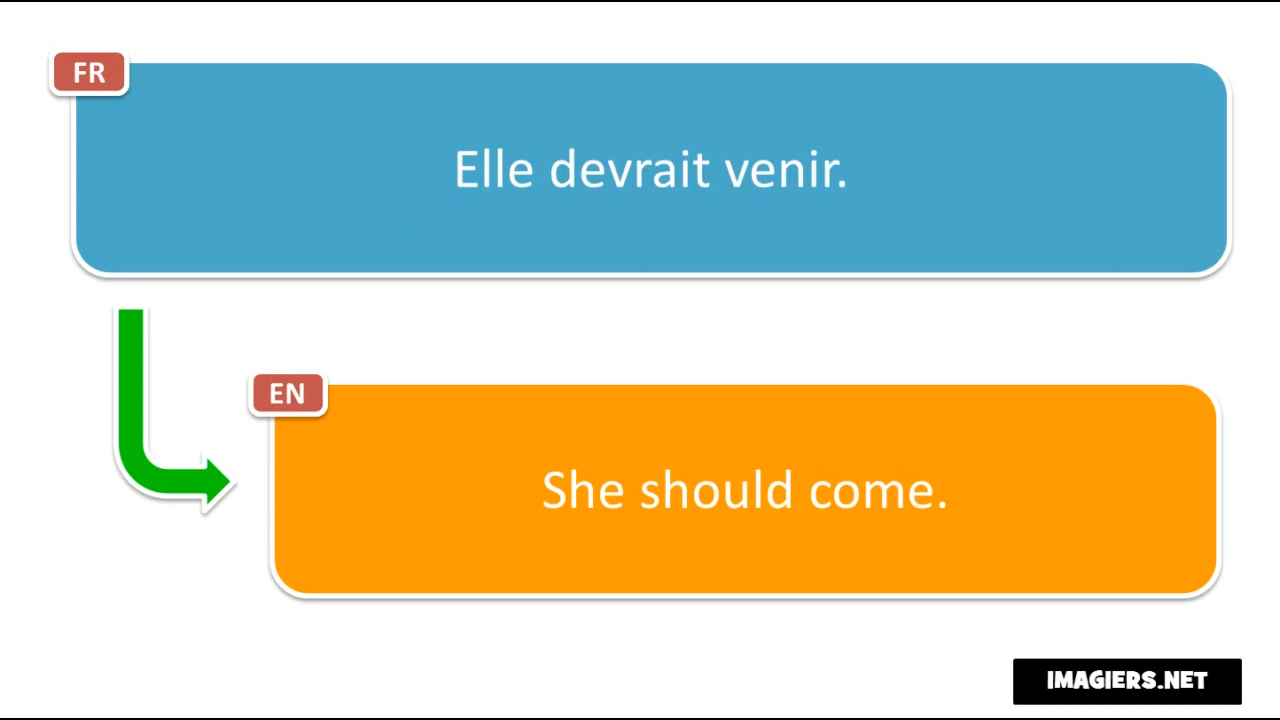 FR
Elle devrait venir.
EN
She should come.
IMAGIERS.NET